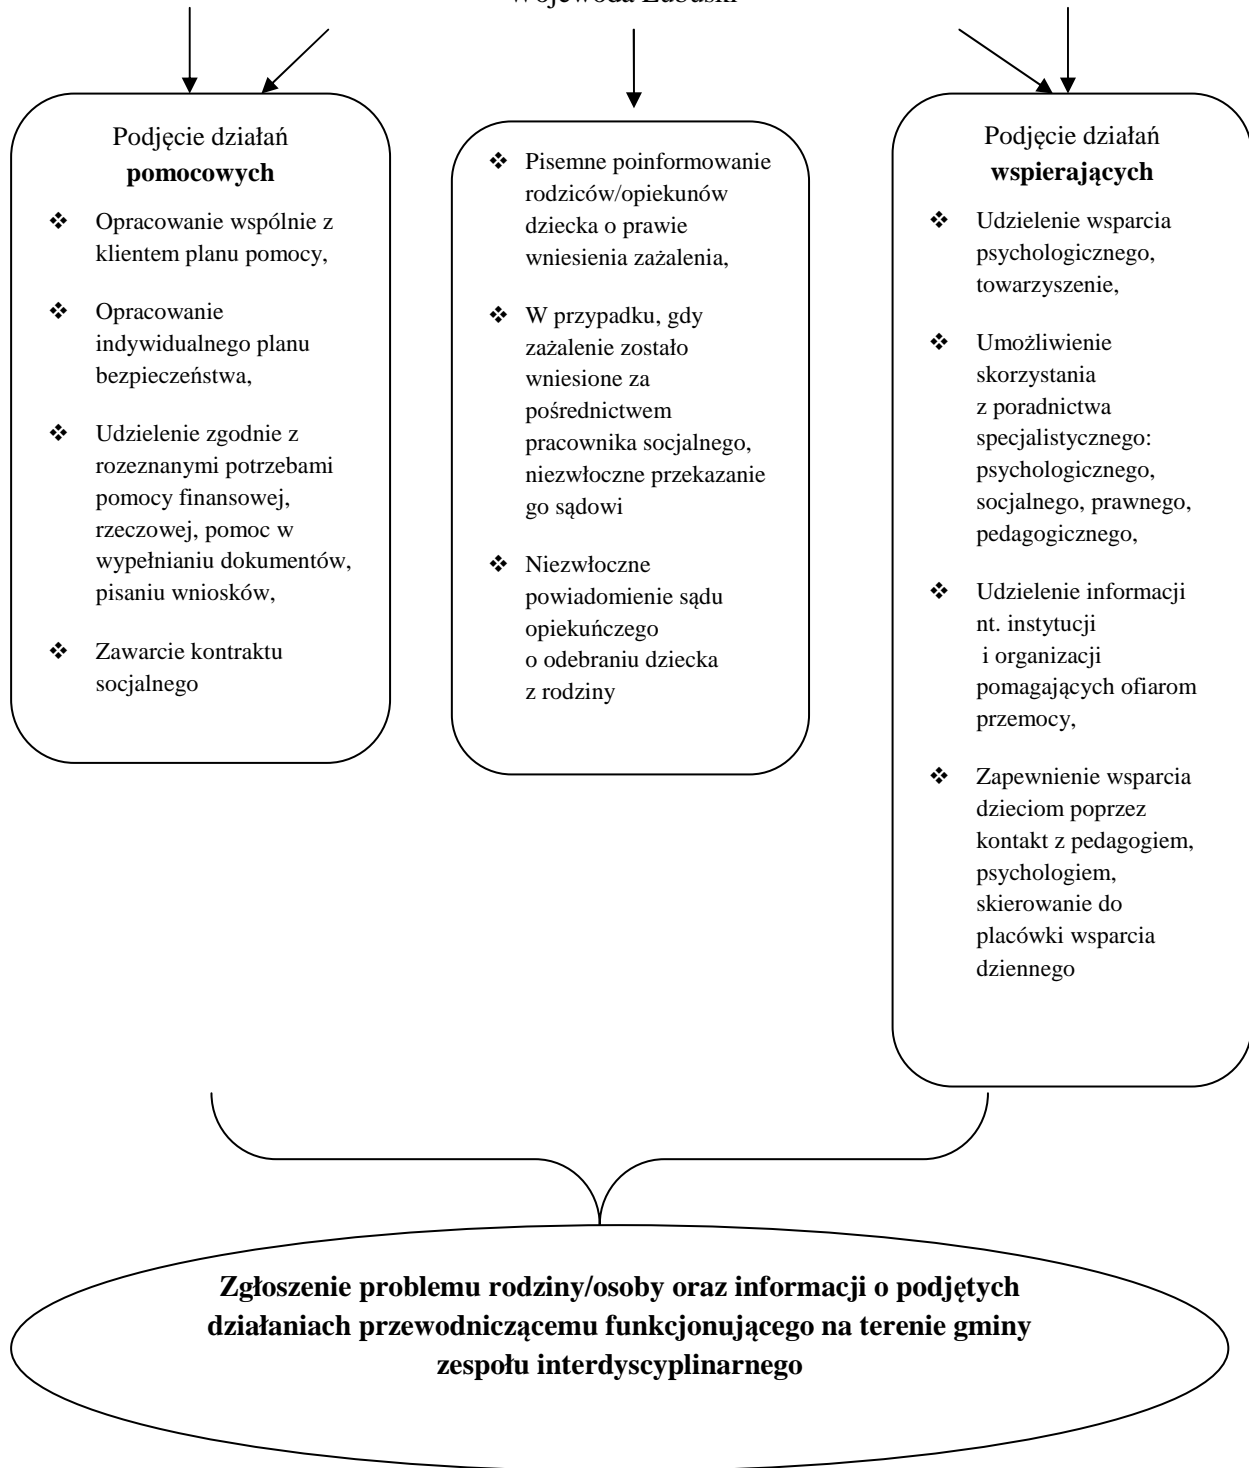 Wojewoda Lubuski
Podjęcie działań
pomocowych
❖ Opracowanie wspólnie z
klientem planu pomocy,
❖ Opracowanie
indywidualnego planu
bezpieczeństwa,
❖ Udzielenie zgodnie z
rozeznanymi potrzebami
pomocy finansowej,
rzeczowej, pomoc w
wypełnianiu dokumentów,
pisaniu wniosków,
❖ Zawarcie kontraktu
socjalnego
❖ Pisemne poinformowanie
rodziców/opiekunów
dziecka o prawie
wniesienia zażalenia,
❖ W przypadku, gdy
zażalenie zostało
wniesione za
pośrednictwem
pracownika socjalnego,
niezwłoczne przekazanie
go sądowi
❖ Niezwłoczne
powiadomienie sądu
opiekuńczego
o odebraniu dziecka
z rodziny
Podjęcie działań
wspierających
❖ Udzielenie wsparcia
psychologicznego,
towarzyszenie,
❖ Umożliwienie
skorzystania
z poradnictwa
specjalistycznego:
psychologicznego,
socjalnego, prawnego,
pedagogicznego,
❖ Udzielenie informacji
nt. instytucji
i organizacji
pomagających ofiarom
przemocy,
❖ Zapewnienie wsparcia
dzieciom poprzez
kontakt z pedagogiem,
psychologiem,
skierowanie do
placówki wsparcia
dziennego
Zgłoszenie problemu rodziny/osoby oraz informacji o podjętych
działaniach przewodniczącemu funkcjonującego na terenie gminy
zespołu interdyscyplinarnego